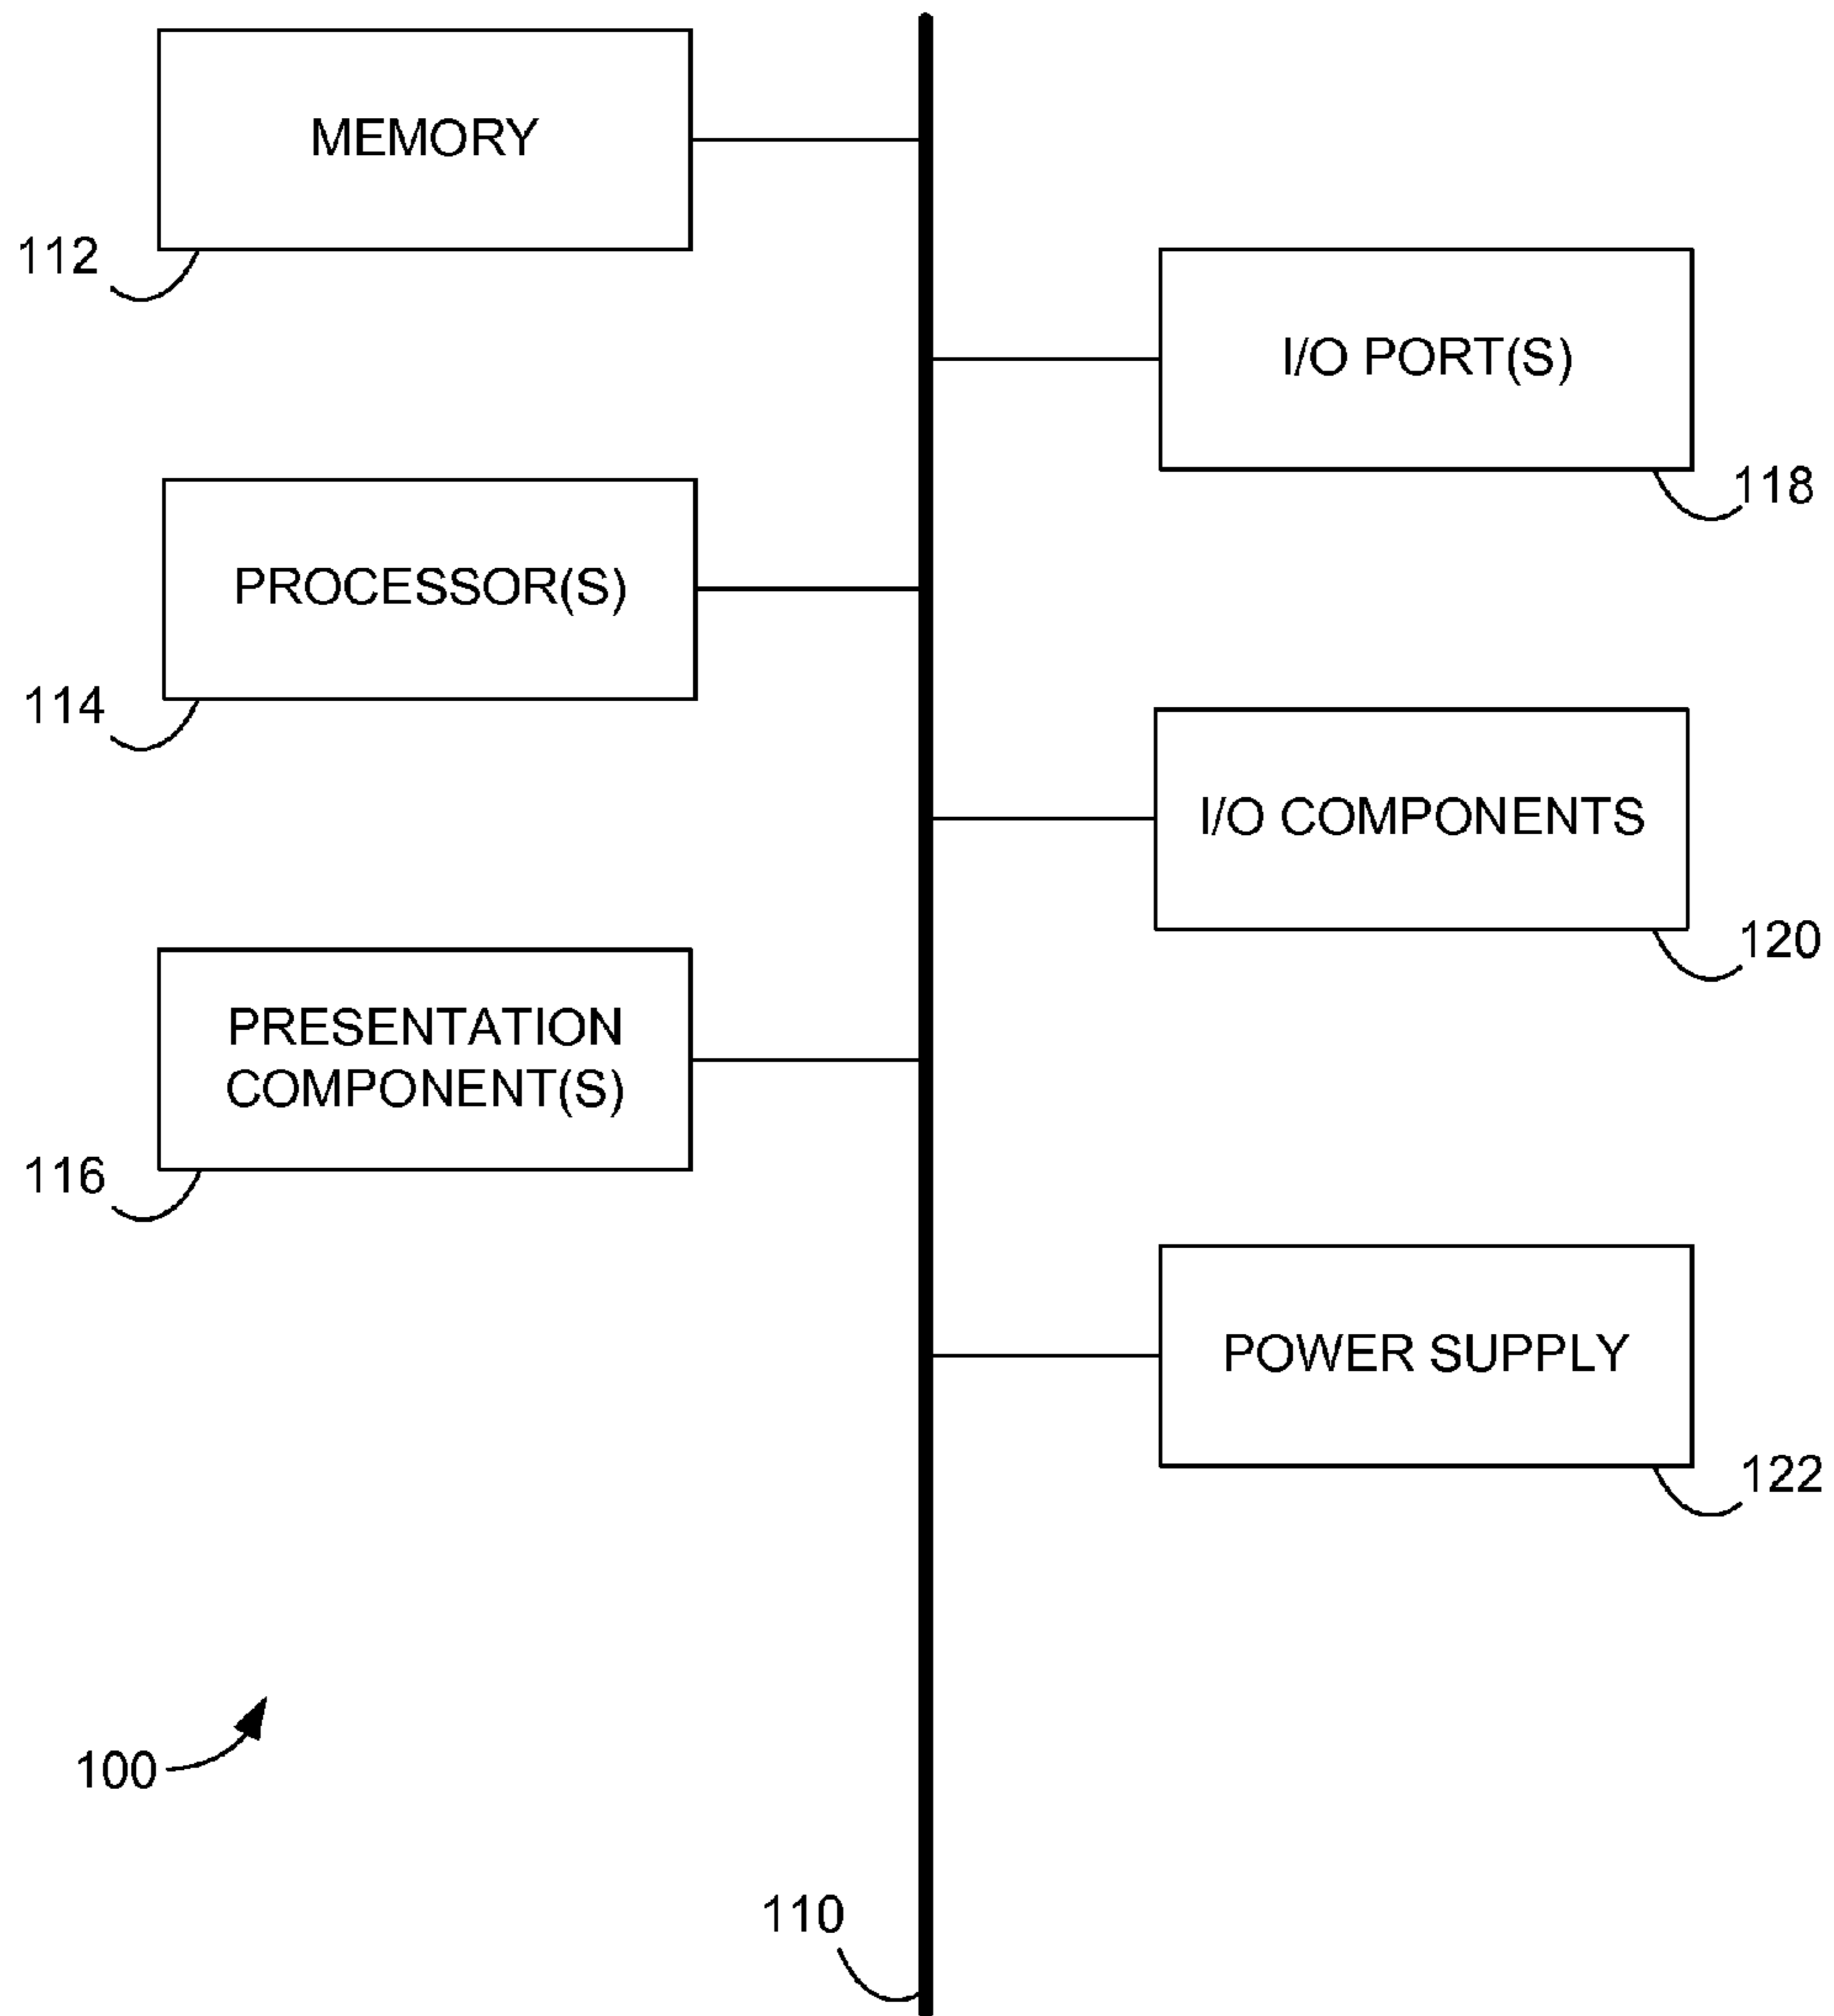 MEMORY
112
I/O PORT(S)
118
PROCESSOR(S)
114
I/O COMPONENTS
120
PRESENTATION
COMPONENT(S)
116
POWER SUPPLY
122
100
110